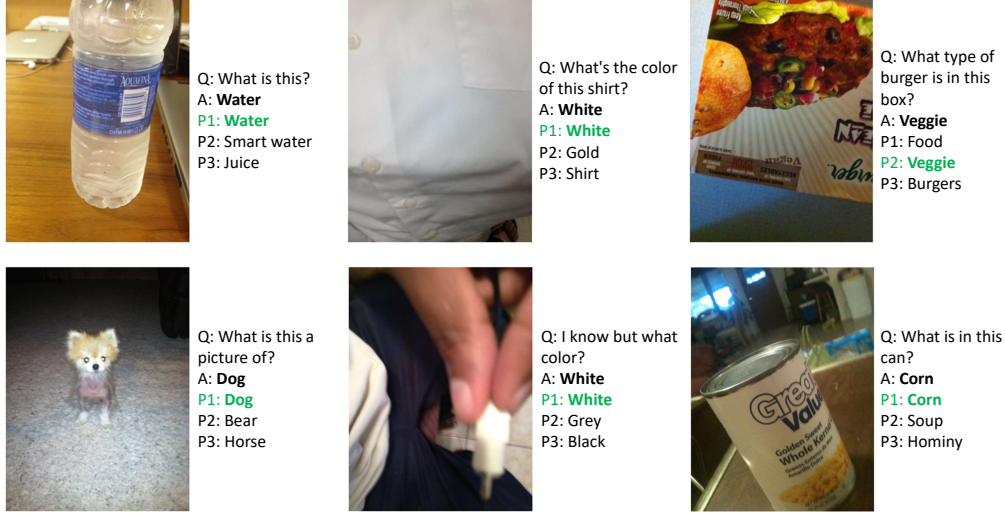 AQUAFINA
Q: What is this?
A: Water
P1: Water
P2: Smart water
P3: Juice
Q: What's the color
of this shirt?
A: White
P1: White
P2: Gold
P3: Shirt
Keep Frozen
Cook Thoroughly
Q: What type of
burger is in this
box?
A: Veggie
P1: Food
P2: Veggie
P3: Burgers
Q: What is this a
picture of?
A: Dog
P1: Dog
P2: Bear
P3: Horse
Q: I know but what
color?
A: White
P1: White
P2: Grey
P3: Black
Great
Value
Golden Sweet
Whole Kernel
Q: What is in this
can?
A: Corn
P1: Corn
P2: Soup
P3: Hominy